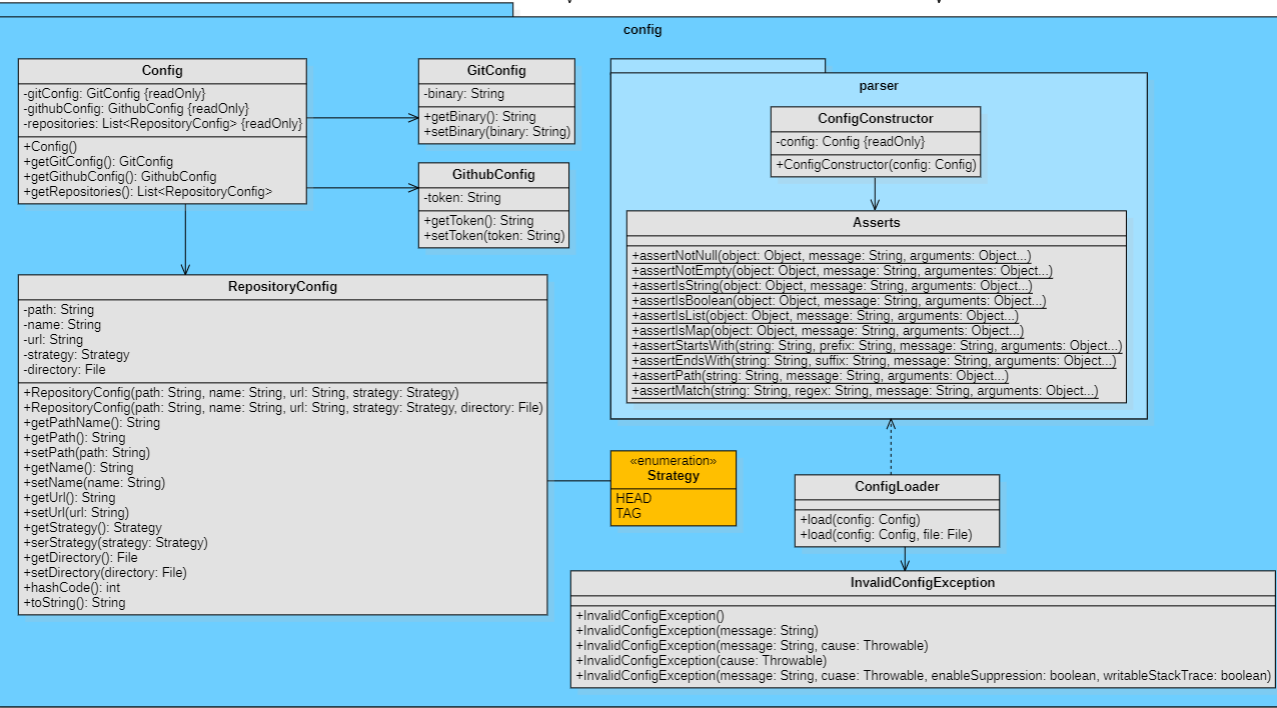 config
Config
-gitConfig: GitConfig {readOnly}
-githubConfig: GithubConfig {readOnly}
-repositories: List<RepositoryConfig> {readOnly}
+Config()
+getGitConfig(): GitConfig
+getGithubConfig(): GithubConfig
+getRepositories(): List<RepositoryConfig>
GitConfig
-binary: String
+getBinary(): String
+setBinary(binary: String)
GithubConfig
-token: String
+getToken(): String
+setToken(token: String)
parser
ConfigConstructor
-config: Config {readOnly}
+ConfigConstructor(config: Config)
Asserts
+assertNotNull(object: Object, message: String, arguments: Object...)
+assertNotEmpty(object: Object, message: String, argumentes: Object...)
+assertIsString(object: Object, message: String, arguments: Object...)
+assertIsBoolean(object: Object, message: String, arguments: Object...)
+assertIsList(object: Object, message: String, arguments: Object...)
+assertIsMap(object: Object, message: String, arguments: Object...)
+assertStartsWith(string: String, prefix: String, message: String, arguments: Object...)
+assertEndsWith(string: String, suffix: String, message: String, arguments: Object...)
+assertPath(string: String, message: String, arguments: Object...)
+assertMatch(string: String, regex: String, message: String, arguments: Object...)
RepositoryConfig
-path: String
-name: String
-url: String
-strategy: Strategy
-directory: File
+RepositoryConfig(path: String, name: String, url: String, strategy: Strategy)
+RepositoryConfig(path: String, name: String, url: String, strategy: Strategy, directory: File)
+getPathName(): String
+getPath(): String
+setPath(path: String)
+getName(): String
+setName(name: String)
+getUrl(): String
+setUrl(url: String)
+getStrategy(): Strategy
+serStrategy(strategy: Strategy)
+getDirectory(): File
+setDirectory(directory: File)
+hashCode(): int
+toString(): String
«enumeration»
Strategy
HEAD
TAG
ConfigLoader
+load(config: Config)
+load(config: Config, file: File)
InvalidConfigException
+InvalidConfigException()
+InvalidConfigException(message: String)
+InvalidConfigException(message: String, cause: Throwable)
+InvalidConfigException(cause: Throwable)
+InvalidConfigException(message: String, cuase: Throwable, enableSuppression: boolean, writableStackTrace: boolean)